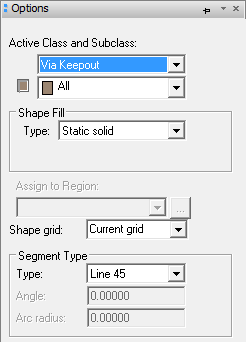 Options
Active Class and Subclass:
Via Keepout
All
Shape Fill
Type: Static solid
Assign to Region:
...
Shape grid: Current grid
Segment Type
Type: Line 45
Angle: 0.00000
Arc radius: 0.00000